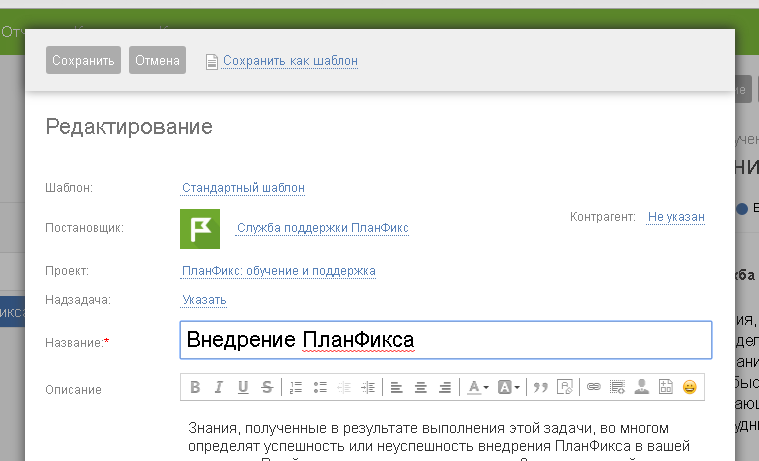 Сохранить Отмена Сохранить как шаблон
Редактирование
Шаблон: Стандартный шаблон
Постановщик: Служба поддержки ПланФикс Контрагент: Не указан
Проект: ПланФикс: обучение и поддержка
Надзадача: Указать
Название:* Внедрение ПланФикса
Описание B I U S
Знания, полученные в результате выполнения этой задачи, во многом
определят успешность или неуспешность внедрения ПланФикса в вашей